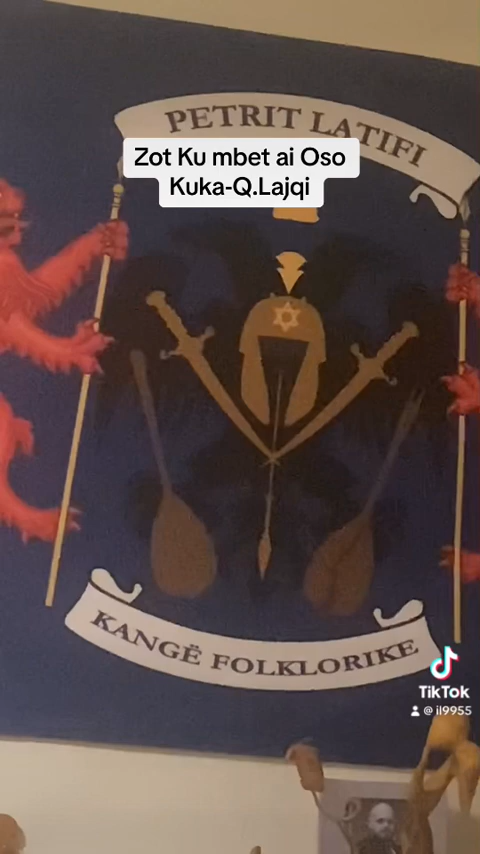 PETRIT LATIFI
Zot Ku mbet ai Oso
Kuka-Q.Lajqi
KANGË FOLKLORIKE
TikTok
@ il9955